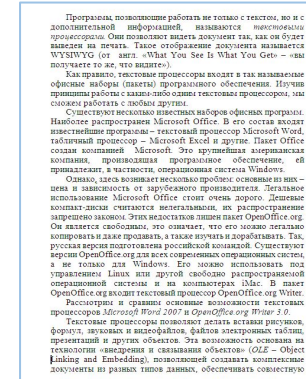 Программы, позволяющие работать не только с текстом, но и с
дополнительной информацией, называются текстовыми
процессорами. Они позволяют видеть документ так, как он будет
выведен на печать. Такое отображение документа называется
WYSIWYG (от англ. «What You See Is What You Get» – «вы
получаете то же, что видите»).
Как правило, текстовые процессоры входят в так называемые
офисные наборы (пакеты) программного обеспечения. Изучив
принципы работы с каким-либо одним текстовым процессором, мы
сможем работать с любым другим.
Существуют несколько известных наборов офисных программ.
Наиболее распространен Microsoft Office. В его состав входят
известнейшие программы – текстовый процессор Microsoft Word,
табличный процессор – Microsoft Excel и другие. Пакет Office
создан компанией Microsoft. Это крупнейшая американская
компания, производящая программное обеспечение, ей
принадлежит, в частности, операционная система Windows.
Однако, здесь возникает несколько проблем: основные из них –
цена и зависимость от зарубежного производителя. Легальное
использование Microsoft Office стоит очень дорого. Дешевые
компакт-диски считаются нелегальными, их распространение
запрещено законом. Этих недостатков лишен пакет OpenOffice.org.
Он является свободным, это означает, что его можно легально
копировать и даже продавать, а также изучать и дорабатывать. Так,
русская версия подготовлена российской командой. Существуют
версии OpenOffice.org для всех современных операционных систем,
а не только для Windows. Его можно использовать под
управлением Linux или другой свободно распространяемой
операционной системы и на компьютерах iMac. В пакет
OpenOffice.org входит текстовый процессор OpenOffice.org Writer.
Рассмотрим и сравним основные возможности текстовых
процессоров Microsoft Word 2007 и OpenOffice.org Writer 3.0.
Текстовые процессоры позволяют делать вставки рисунков,
формул, звуковых и видеофайлов, файлов электронных таблиц,
презентаций и других объектов. Эта возможность основана на
технологии «внедрения и связывания объектов» (OLE – Object
Linking and Embedding), позволяющей создавать комплексные
документы из разных типов данных, обеспечивать совместную